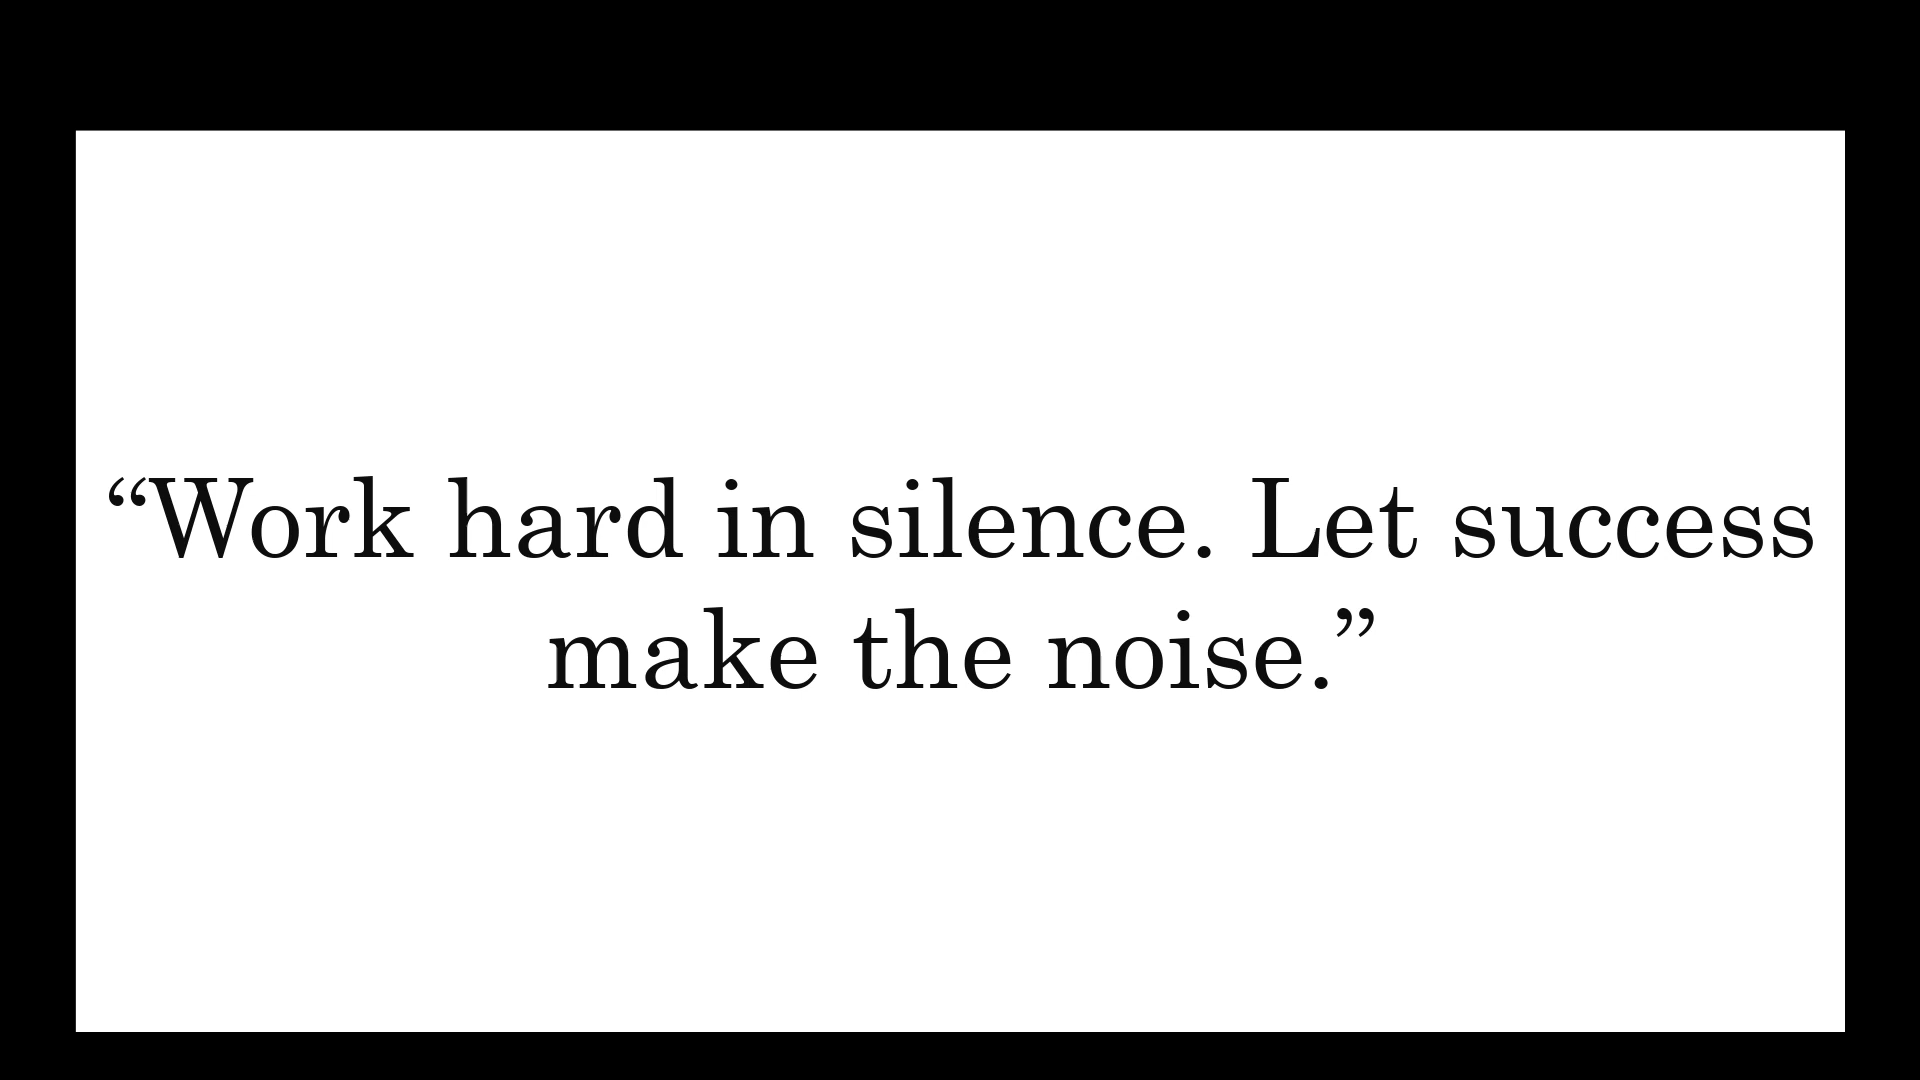 “Work hard in silence. Let success
make the noise.”